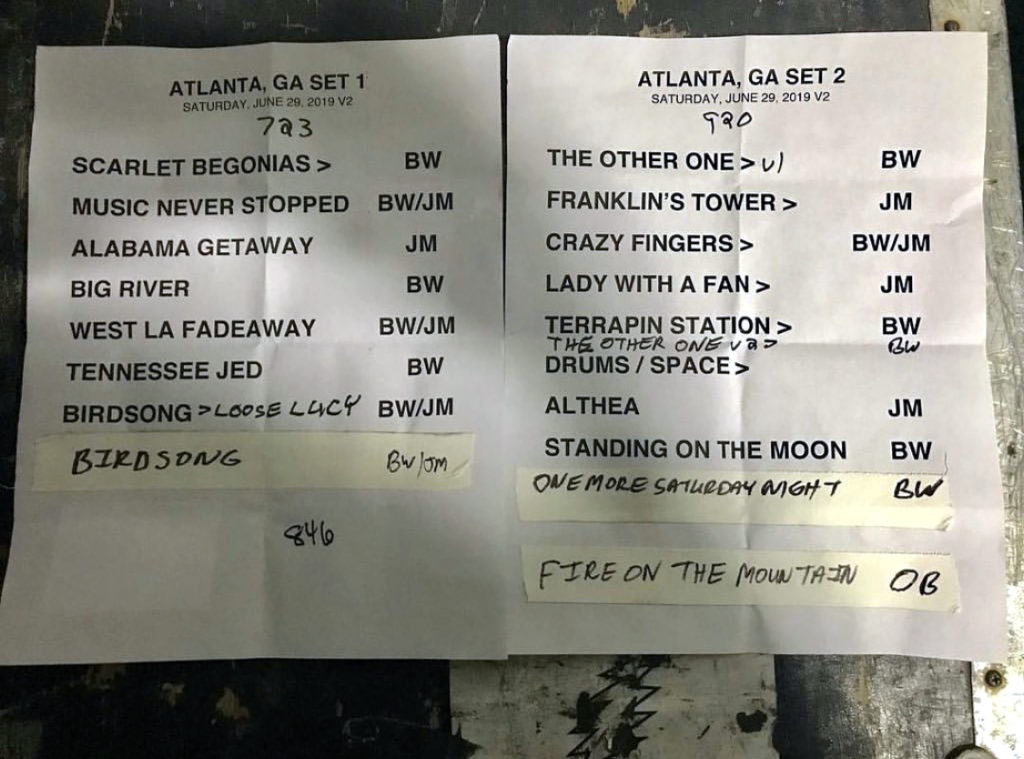 ATLANTA, GA SET 1
SATURDAY, JUNE 29, 2019 V2
723
SCARLET BEGONIAS > BW
MUSIC NEVER STOPPED BW/JM
ALABAMA GETAWAY JM
BIG RIVER BW
WEST LA FADEAWAY BW/JM
TENNESSEE JED BW
BIRDSONG > LOOSE LUCY BW/JM
BIRDSONG BW/JM
846
ATLANTA, GA SET 2
SATURDAY, JUNE 29, 2019 V2
920
THE OTHER ONE > V1 BW
FRANKLIN'S TOWER > JM
CRAZY FINGERS > BW/JM
LADY WITH A FAN > JM
TERRAPIN STATION > BW
THE OTHER ONE V2 > BW
DRUMS / SPACE >
ALTHEA JM
STANDING ON THE MOON BW
ONE MORE SATURDAY NIGHT BW
FIRE ON THE MOUNTAIN OB